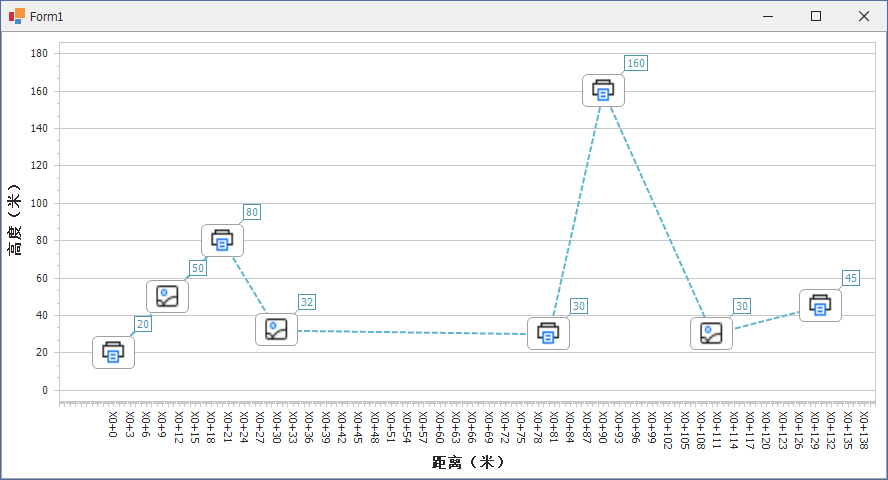 Form1
180
160
140
120
100
80
60
40
20
0
高度（米）
20
50
80
32
30
160
30
45
X0+0
X0+3
X0+6
X0+9
X0+12
X0+15
X0+18
X0+21
X0+24
X0+27
X0+30
X0+33
X0+36
X0+39
X0+42
X0+45
X0+48
X0+51
X0+54
X0+57
X0+60
X0+63
X0+66
X0+69
X0+72
X0+75
X0+78
X0+81
X0+84
X0+87
X0+90
X0+93
X0+96
X0+99
X0+102
X0+105
X0+108
X0+111
X0+114
X0+117
X0+120
X0+123
X0+126
X0+129
X0+132
X0+135
X0+138
距离（米）